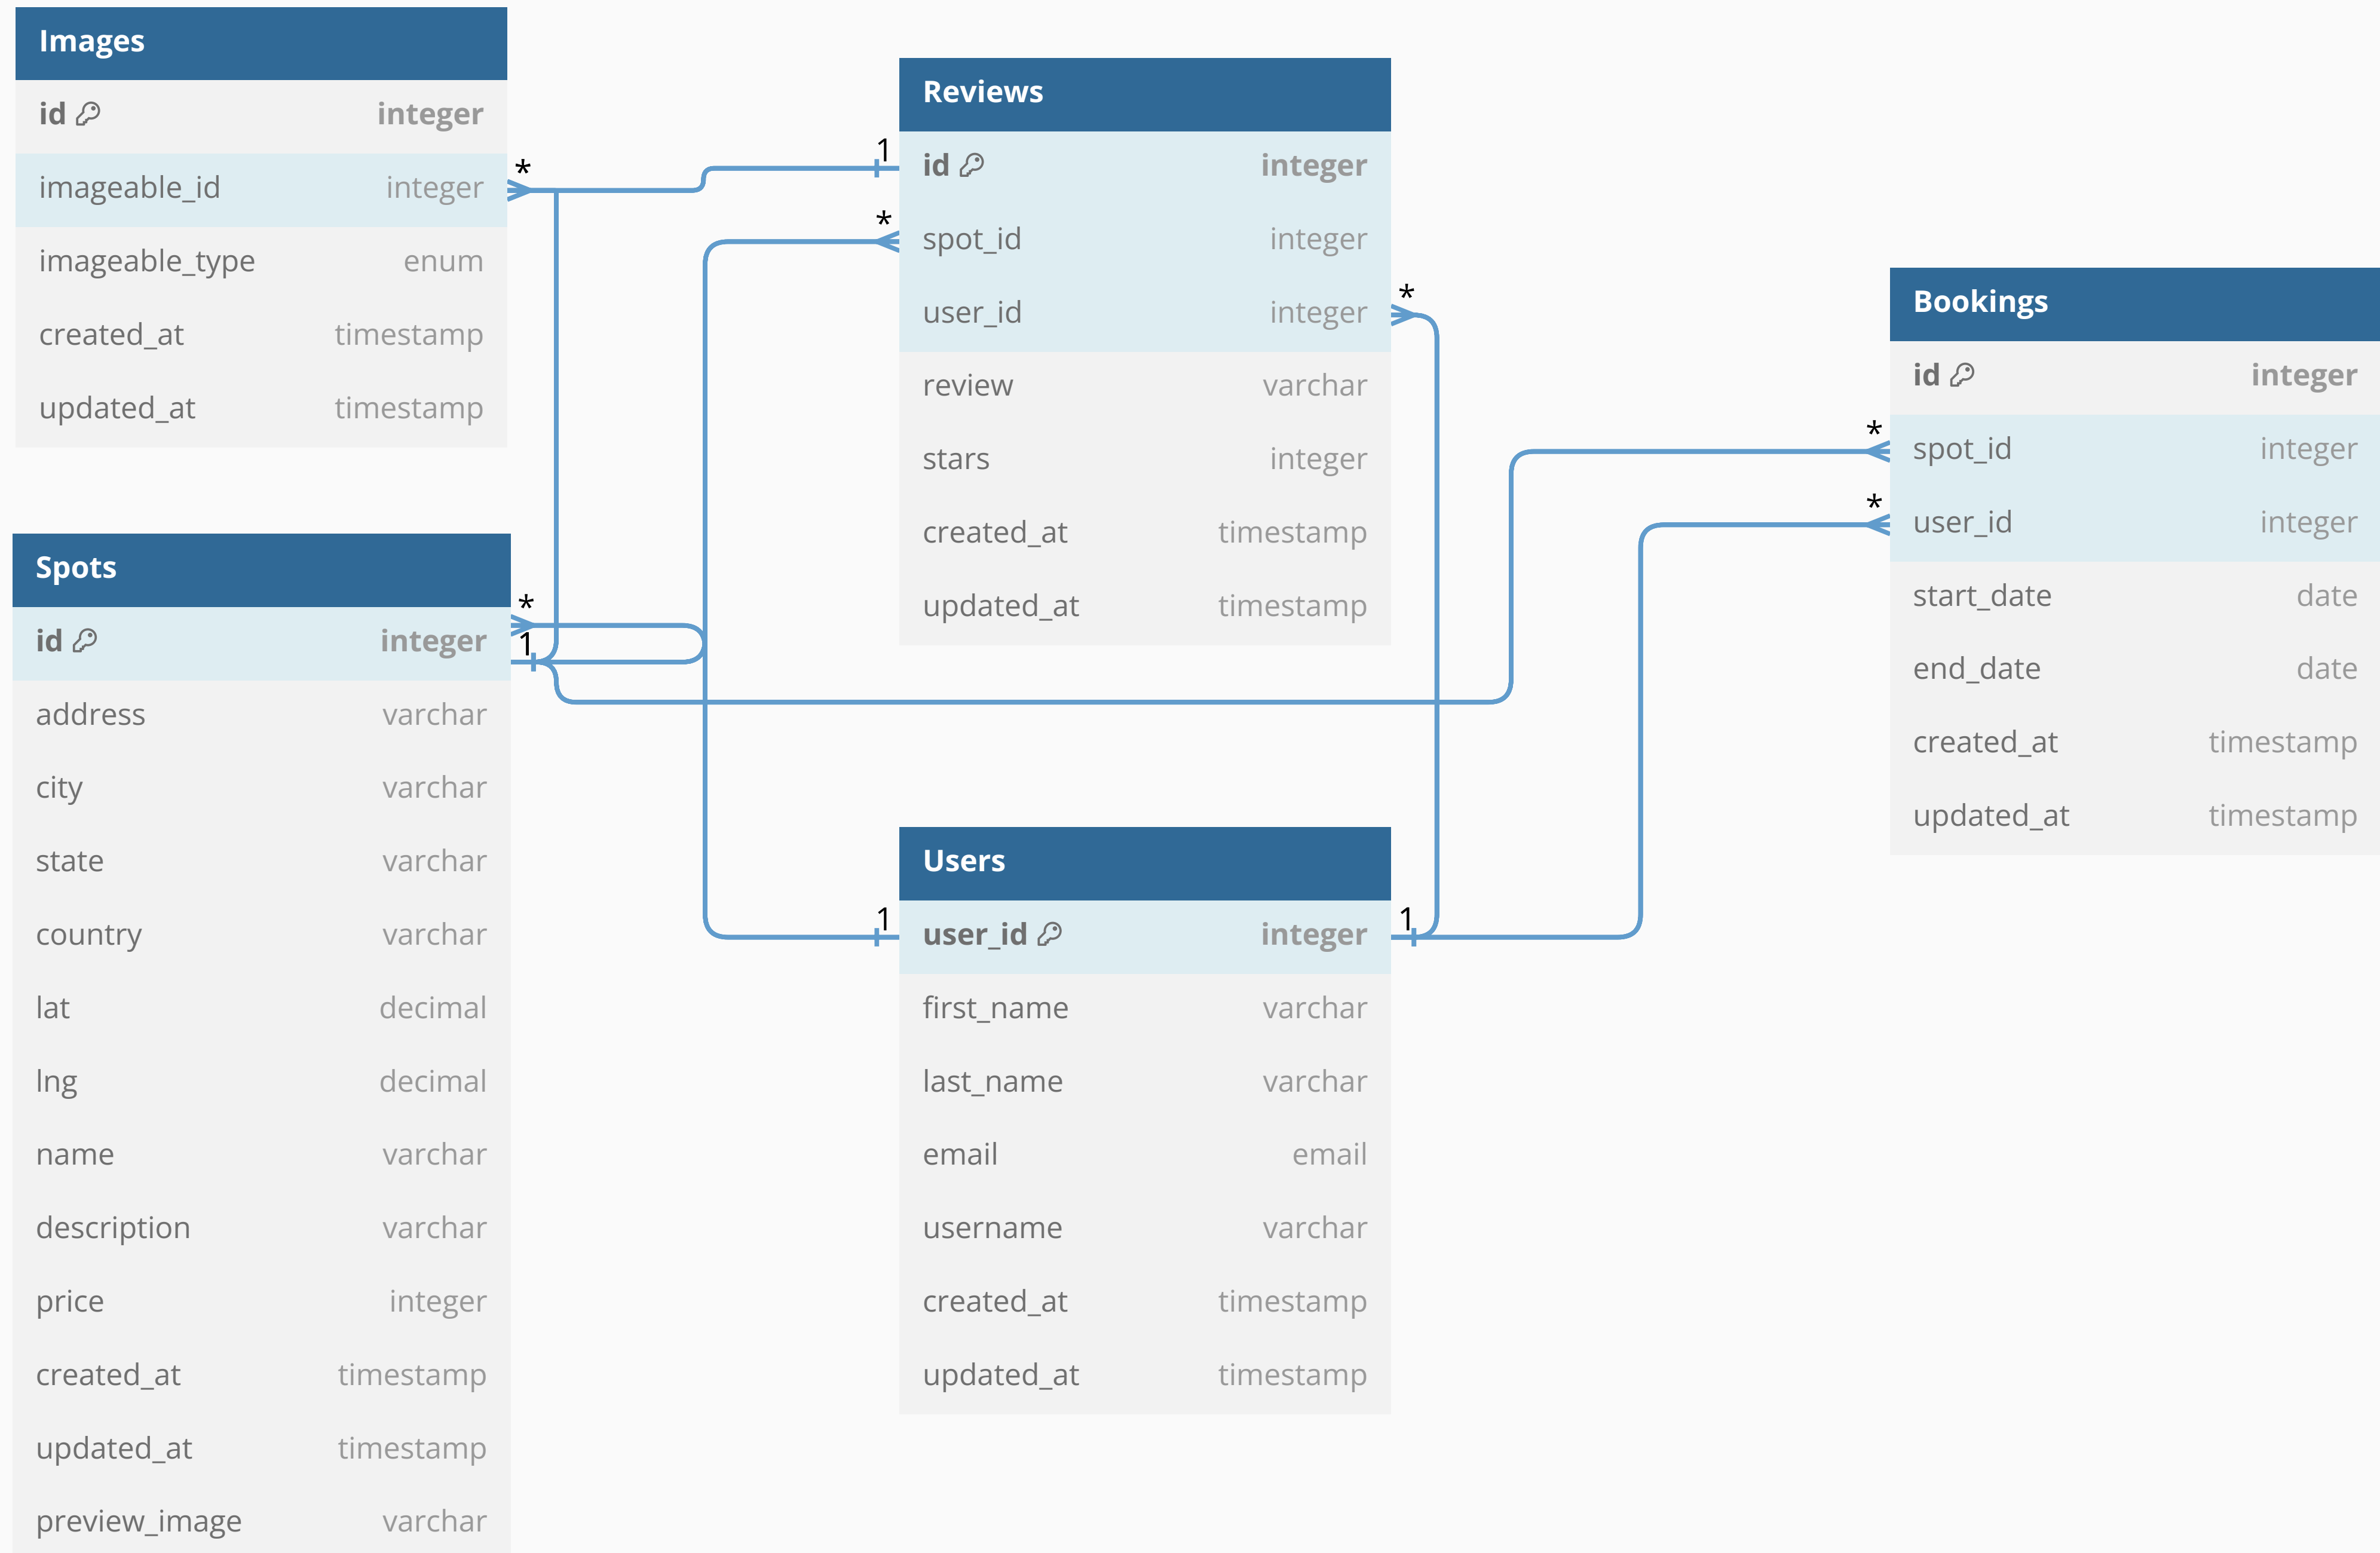 Images
id integer
imageable_id integer
imageable_type enum
created_at timestamp
updated_at timestamp
*
Spots
id integer
address varchar
city varchar
state varchar
country varchar
lat decimal
lng decimal
name varchar
description varchar
price integer
created_at timestamp
updated_at timestamp
preview_image varchar
*
1
Reviews
1
id integer
*
spot_id integer
*
user_id integer
review varchar
stars integer
created_at timestamp
updated_at timestamp
Users
1
user_id integer
1
first_name varchar
last_name varchar
email email
username varchar
created_at timestamp
updated_at timestamp
Bookings
id integer
*
spot_id integer
*
user_id integer
start_date date
end_date date
created_at timestamp
updated_at timestamp